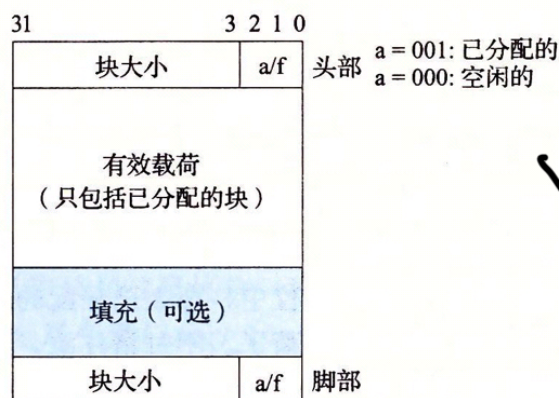 31 3 2 1 0
块大小 a/f 头部 a = 001: 已分配的
a = 000: 空闲的
有效载荷
（只包括已分配的块）
填充（可选）
块大小 a/f 脚部